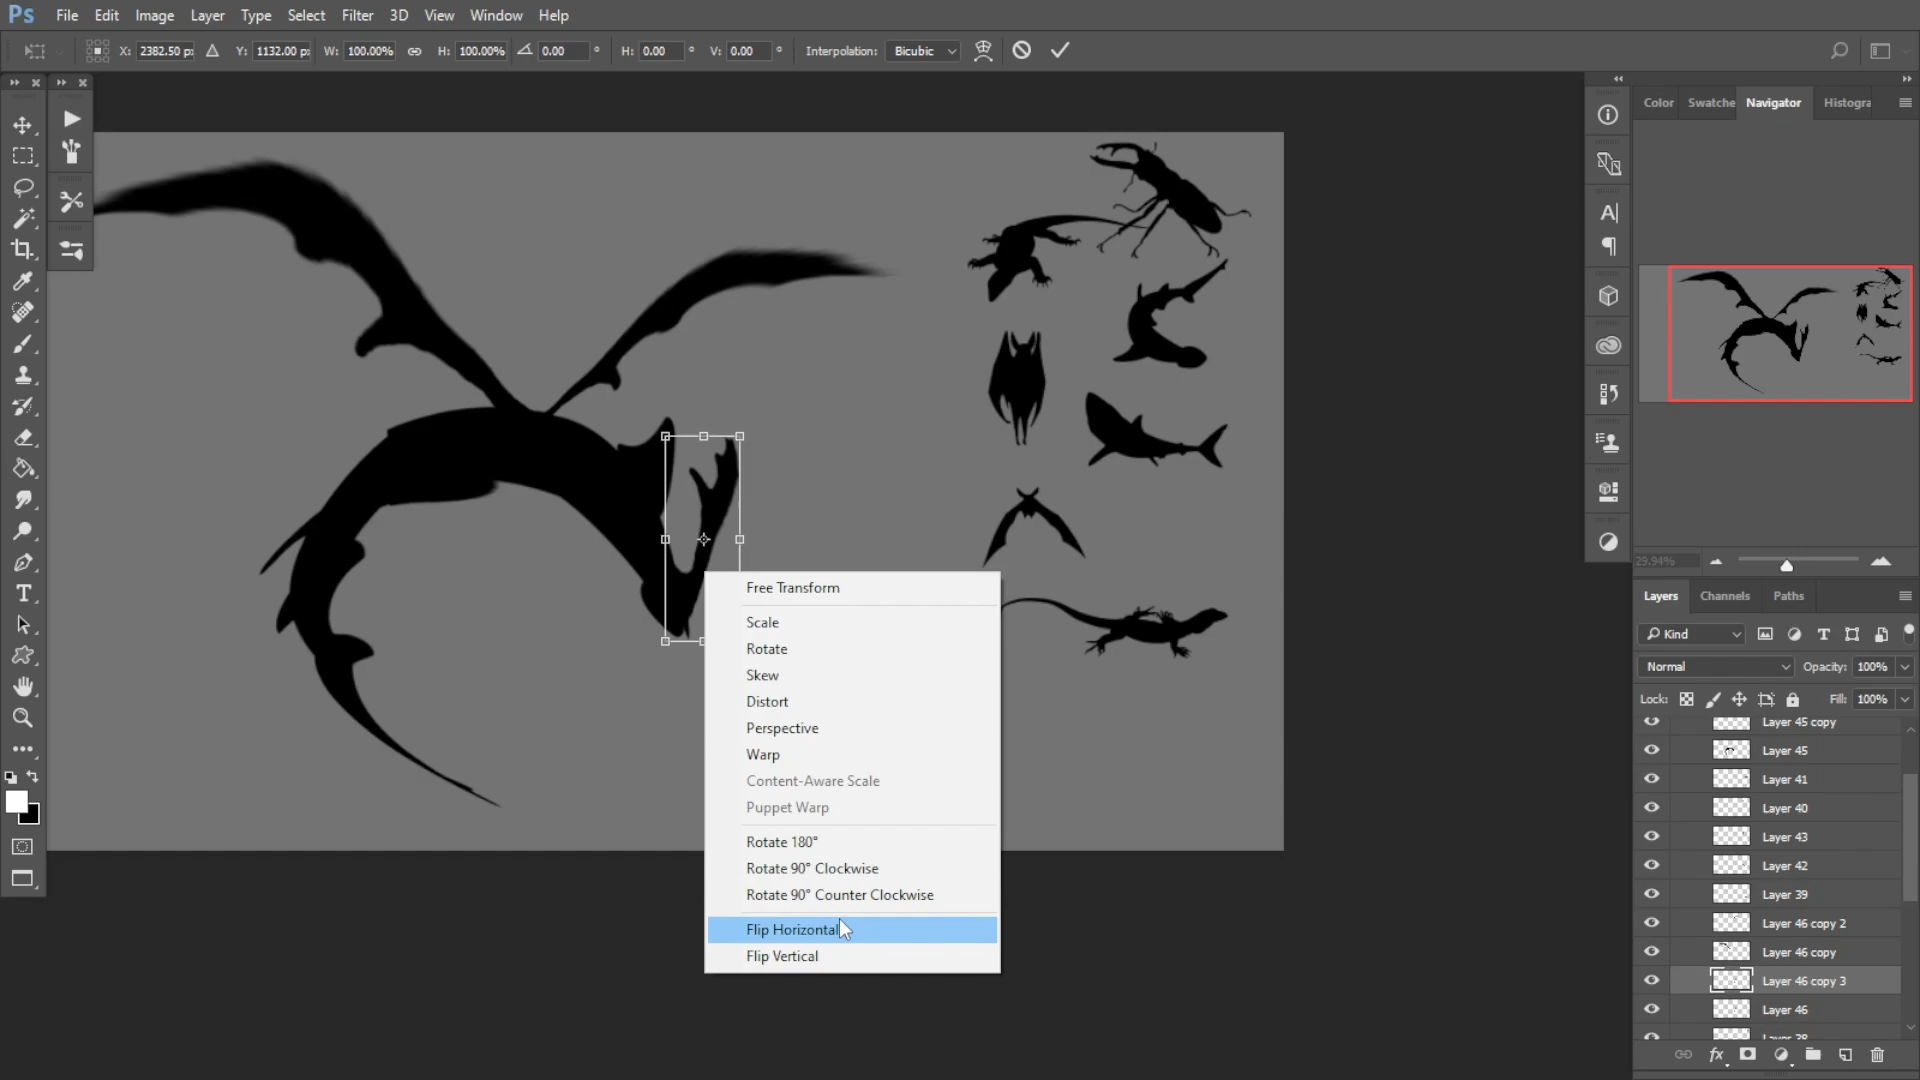 Ps File Edit Image Layer Type Select Filter 3D View Window Help
X: 2382.50 p Y: 1132.00 p W: 100.00% H: 100.00% 0.00 ° H: 0.00 ° V: 0.00 ° Interpolation: Bicubic
Color Swatche Navigator Histogra
Free Transform
Scale
Rotate
Skew
Distort
Perspective
Warp
Content-Aware Scale
Puppet Warp
Rotate 180°
Rotate 90° Clockwise
Rotate 90° Counter Clockwise
Flip Horizontal
Flip Vertical
29.94%
Layers Channels Paths
Kind
Normal Opacity: 100%
Lock: Fill: 100%
Layer 45 copy
Layer 45
Layer 41
Layer 40
Layer 43
Layer 42
Layer 39
Layer 46 copy 2
Layer 46 copy
Layer 46 copy 3
Layer 46